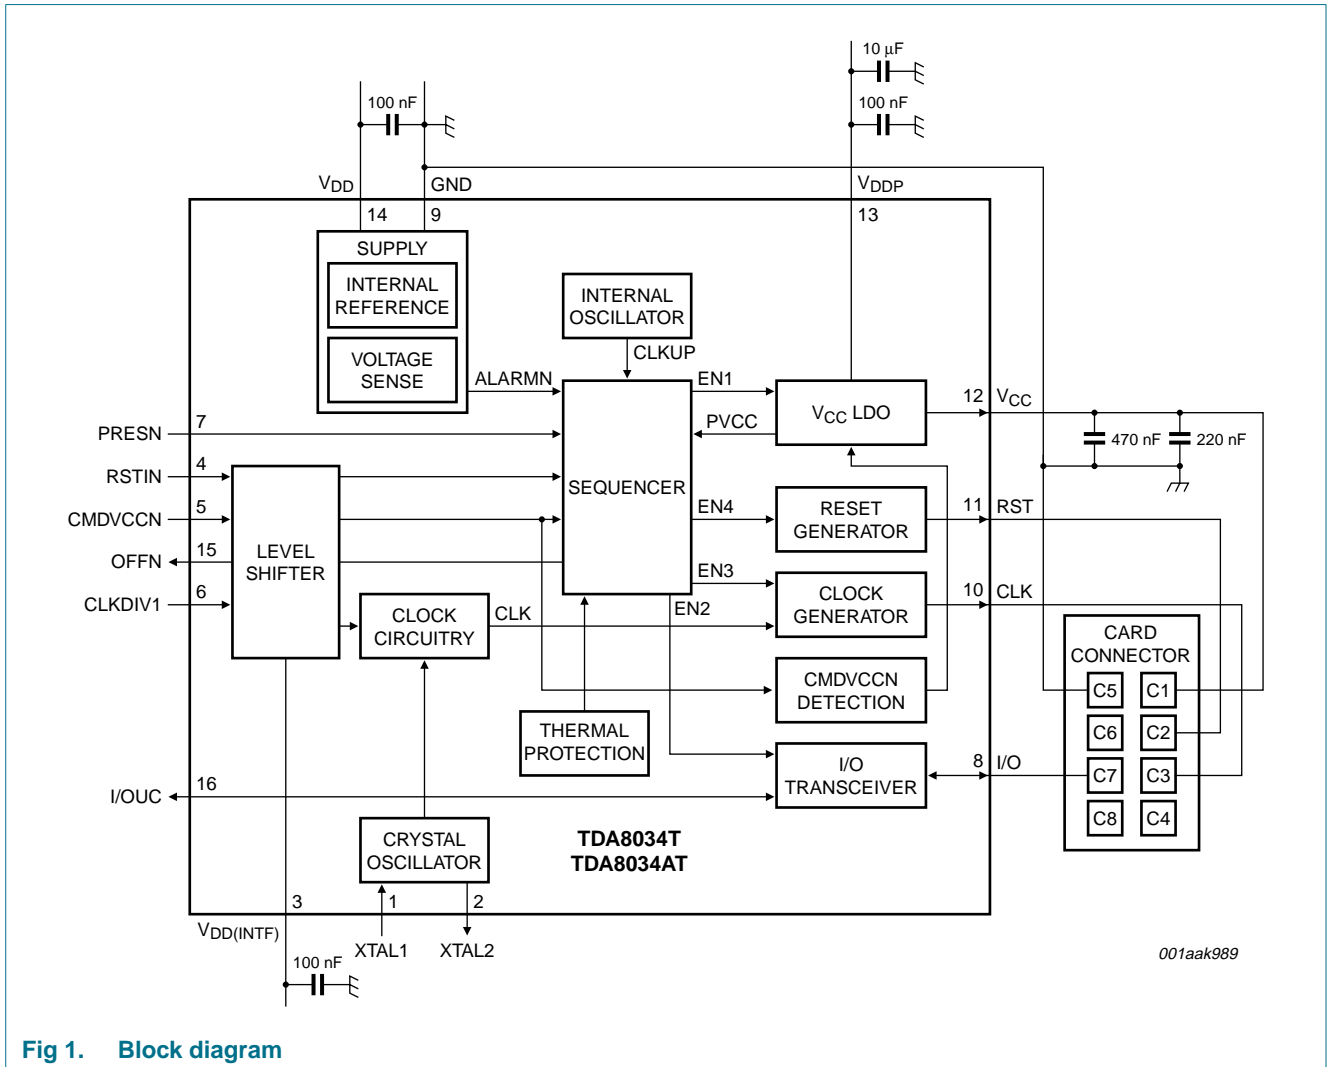 10 µF
100 nF
100 nF
VDD
GND
VDDP
14
9
13
SUPPLY
INTERNAL
REFERENCE
VOLTAGE
SENSE
INTERNAL
OSCILLATOR
CLKUP
ALARMN
EN1
PVCC
VCC LDO
12
VCC
470 nF
220 nF
PRESN
7
RSTIN
4
CMDVCCN
5
OFFN
15
CLKDIV1
6
LEVEL
SHIFTER
SEQUENCER
EN4
RESET
GENERATOR
11
RST
EN3
EN2
CLOCK
CIRCUITRY
CLK
CLOCK
GENERATOR
10
CLK
CMDVCCN
DETECTION
THERMAL
PROTECTION
I/O
TRANSCEIVER
8
I/O
CARD
CONNECTOR
C5
C1
C6
C2
C7
C3
C8
C4
I/OUC
16
CRYSTAL
OSCILLATOR
TDA8034T
TDA8034AT
3
1
2
VDD(INTF)
XTAL1
XTAL2
100 nF
001aak989
Fig 1. Block diagram